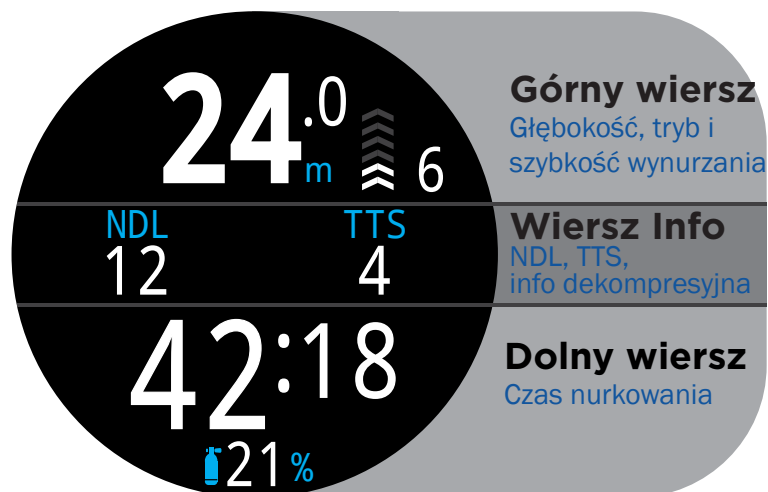 24.0 m 6
Górny wiersz
Głębokość, tryb i
szybkość wynurzania
NDL TTS
12 4
Wiersz Info
NDL, TTS,
info dekompresyjna
42:18
21%
Dolny wiersz
Czas nurkowania